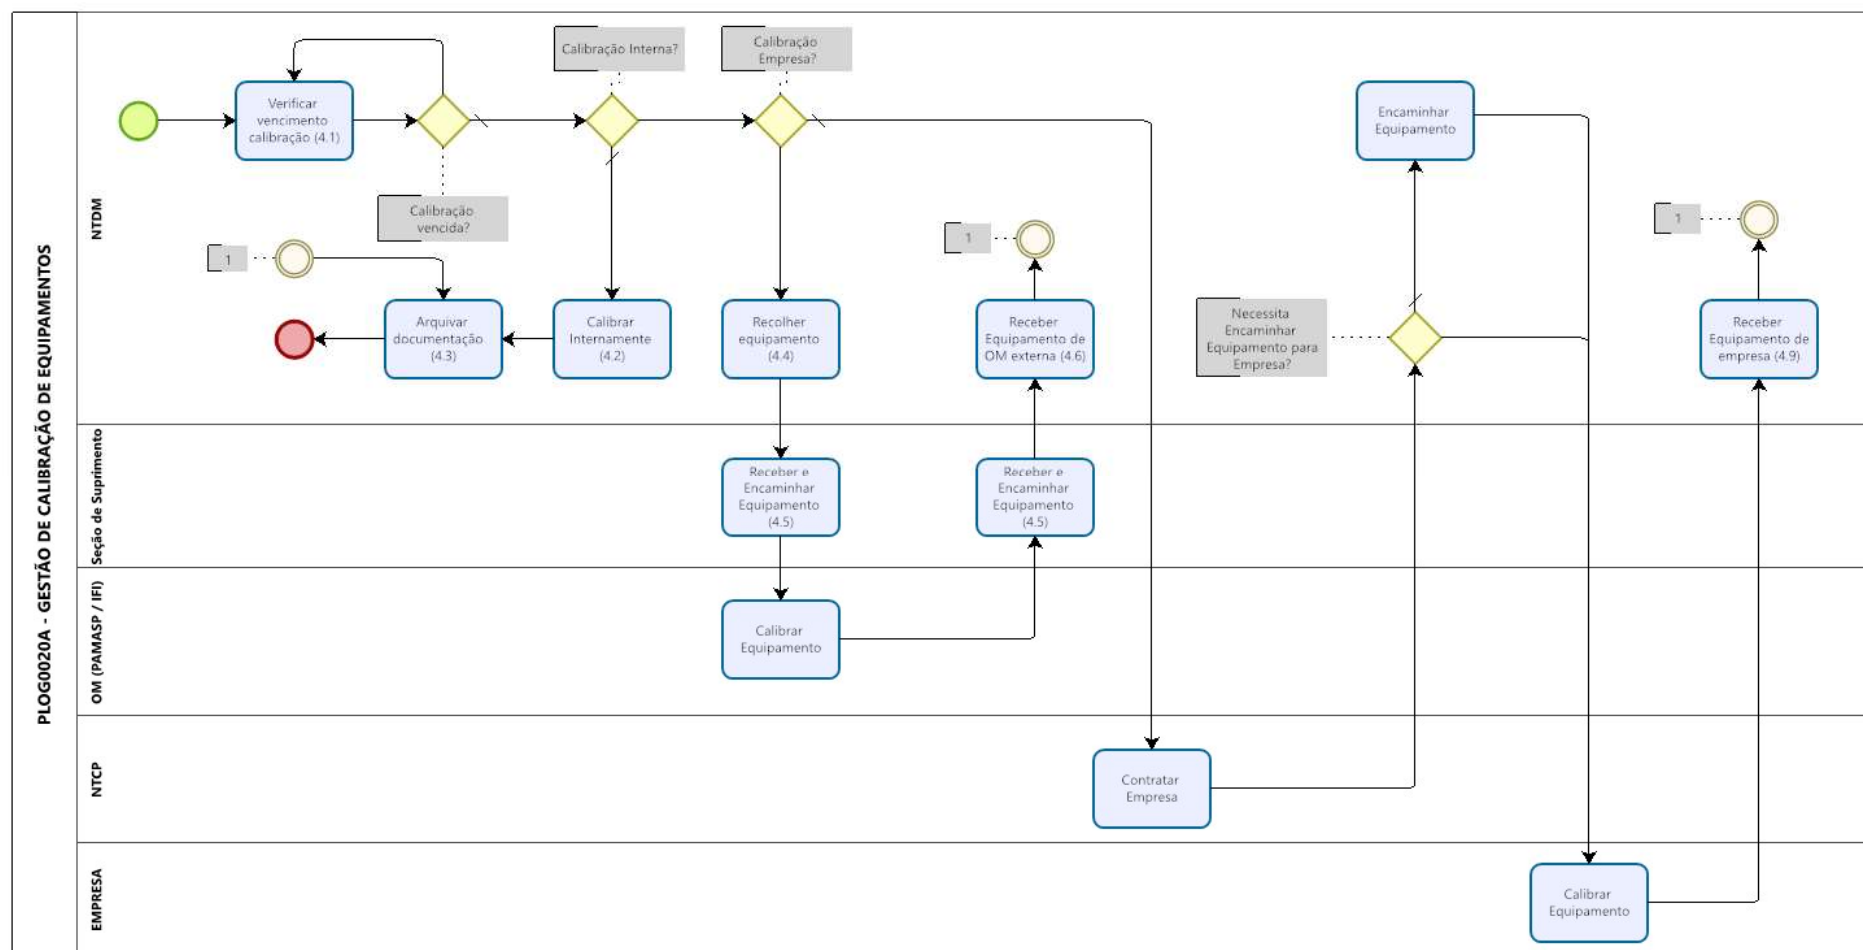 PLOG0020A - GESTÃO DE CALIBRAÇÃO DE EQUIPAMENTOS
NTDM
Verificar
vencimento
calibração (4.1)
Calibração
vencida?
Calibração Interna?
Calibração
Empresa?
1
Arquivar
documentação
(4.3)
Calibrar
Internamente
(4.2)
Recolher
equipamento
(4.4)
1
Receber
Equipamento de
OM externa (4.6)
Necessita
Encaminhar
Equipamento para
Empresa?
Encaminhar
Equipamento
1
Receber
Equipamento de
empresa (4.9)
Seção de Suprimento
Receber e
Encaminhar
Equipamento
(4.5)
Receber e
Encaminhar
Equipamento
(4.5)
OM (PAMASP / IFI)
Calibrar
Equipamento
NTCP
Contratar
Empresa
EMPRESA
Calibrar
Equipamento